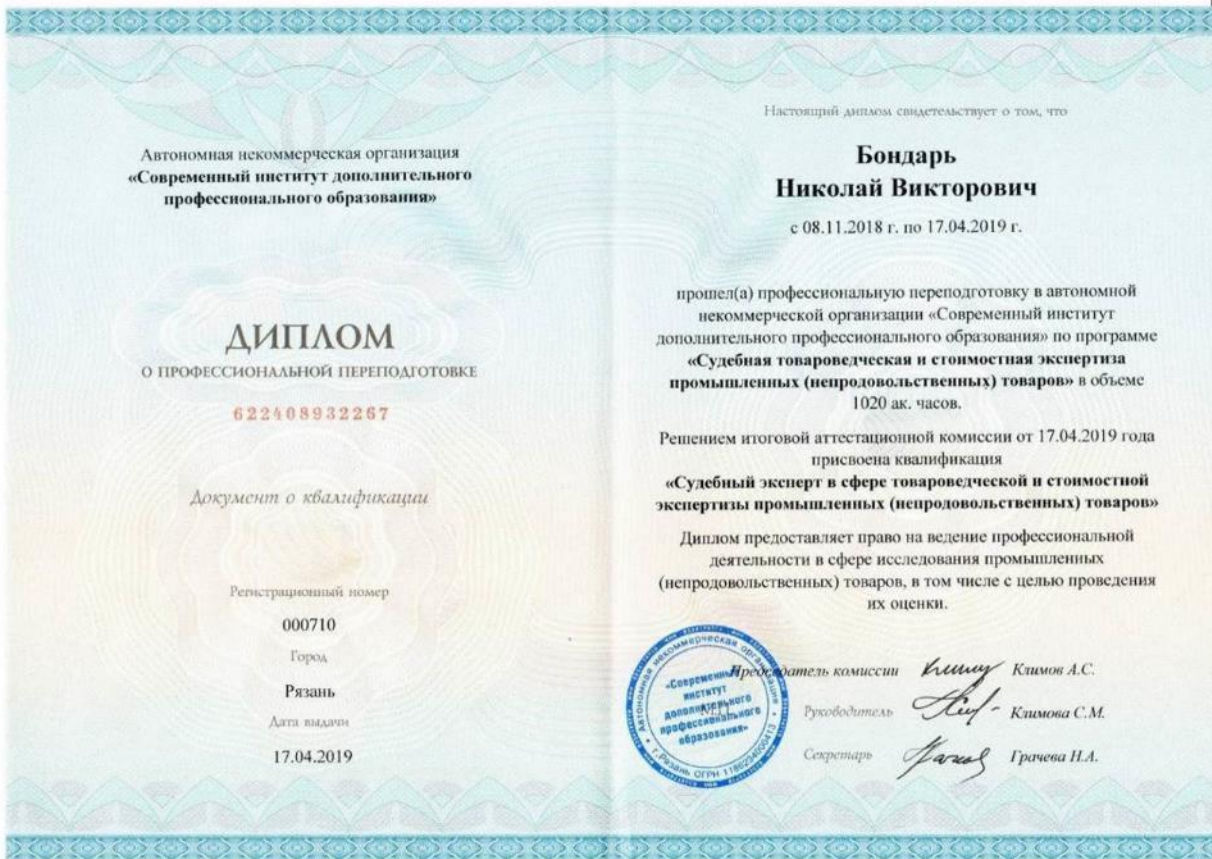 Автономная некоммерческая организация
«Современный институт дополнительного
профессионального образования»
ДИПЛОМ
О ПРОФЕССИОНАЛЬНОЙ ПЕРЕПОДГОТОВКЕ
622408932267
Документ о квалификации
Регистрационный номер
000710
Город
Рязань
Дата выдачи
17.04.2019
Настоящий диплом свидетельствует о том, что
Бондарь
Николай Викторович
с 08.11.2018 г. по 17.04.2019 г.
прошел(а) профессиональную переподготовку в автономной
некоммерческой организации «Современный институт
дополнительного профессионального образования» по программе
«Судебная товароведческая и стоимостная экспертиза
промышленных (непродовольственных) товаров» в объеме
1020 ак. часов.
Решением итоговой аттестационной комиссии от 17.04.2019 года
присвоена квалификация
«Судебный эксперт в сфере товароведческой и стоимостной
экспертизы промышленных (непродовольственных) товаров»
Диплом предоставляет право на ведение профессиональной
деятельности в сфере исследования промышленных
(непродовольственных) товаров, в том числе с целью проведения
их оценки.
Председатель комиссии Климов А.С.
Руководитель Климова С.М.
Секретарь Грачева Н.А.
М.П.
Автономная некоммерческая организация
«Современный
институт
дополнительного
профессионального
образования»
г.Рязань ОГРН